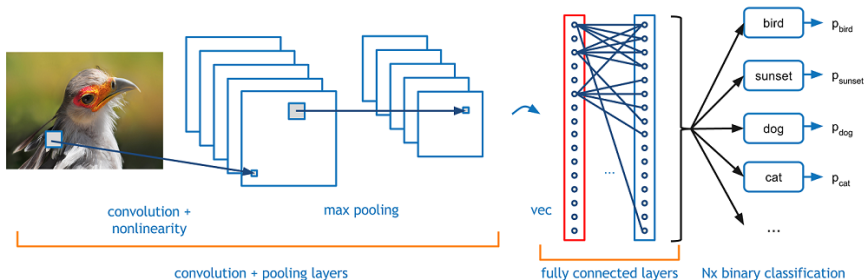 bird
p_bird
sunset
p_sunset
dog
p_dog
cat
p_cat
...
...
convolution +
nonlinearity
max pooling
vec
convolution + pooling layers
fully connected layers
Nx binary classification